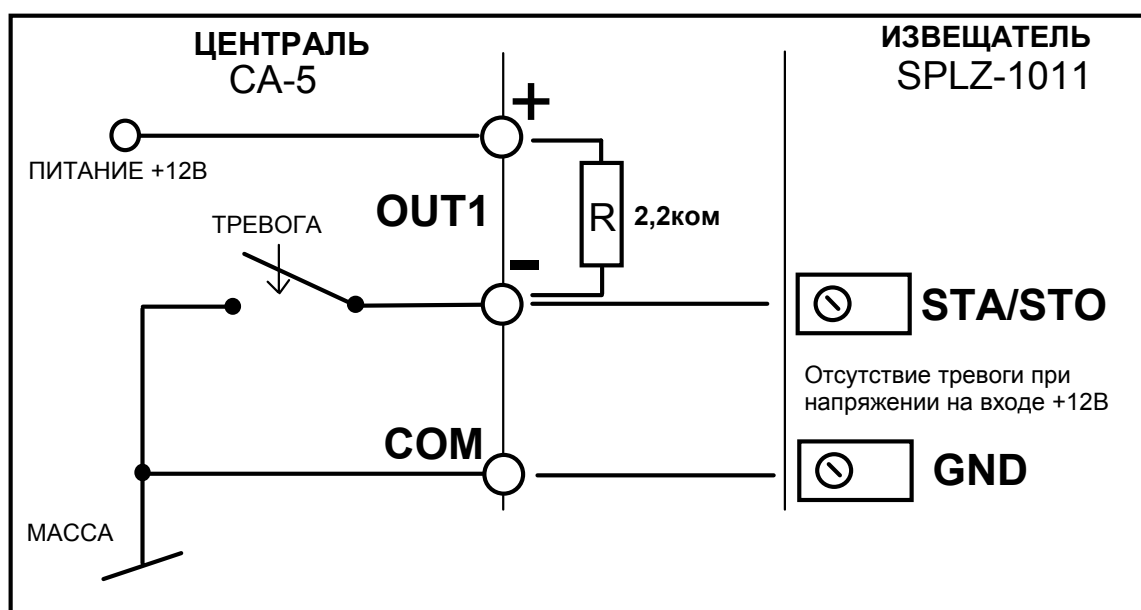 ЦЕНТРАЛЬ
CA-5
ИЗВЕЩАТЕЛЬ
SPLZ-1011
+
ПИТАНИЕ +12В
OUT1
R
2,2ком
ТРЕВОГА
-
STA/STO
Отсутствие тревоги при
напряжении на входе +12В
COM
GND
МАССА